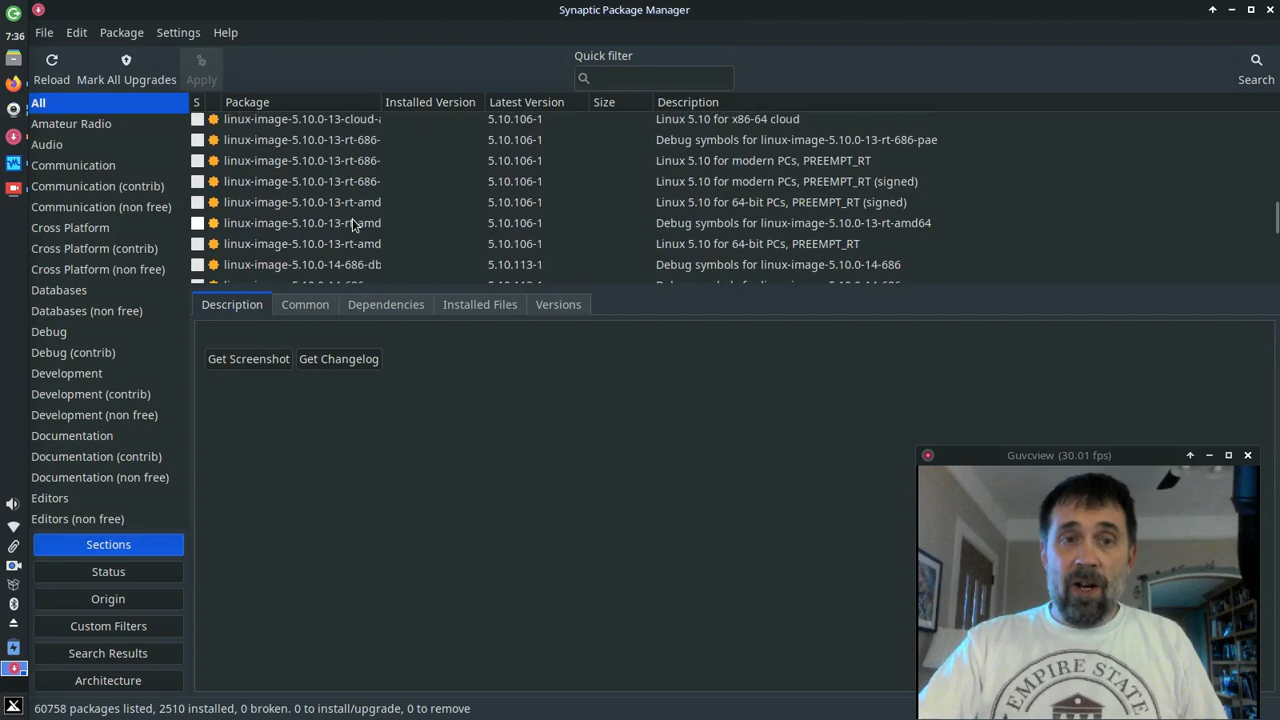 Synaptic Package Manager
7:36
File Edit Package Settings Help
Reload Mark All Upgrades Apply
Quick filter
Search
All
Amateur Radio
Audio
Communication
Communication (contrib)
Communication (non free)
Cross Platform
Cross Platform (contrib)
Cross Platform (non free)
Databases
Databases (non free)
Debug
Debug (contrib)
Development
Development (contrib)
Development (non free)
Documentation
Documentation (contrib)
Documentation (non free)
Editors
Editors (non free)
Sections
Status
Origin
Custom Filters
Search Results
Architecture
S Package Installed Version Latest Version Size Description
linux-image-5.10.0-13-cloud-a 5.10.106-1 Linux 5.10 for x86-64 cloud
linux-image-5.10.0-13-rt-686- 5.10.106-1 Debug symbols for linux-image-5.10.0-13-rt-686-pae
linux-image-5.10.0-13-rt-686- 5.10.106-1 Linux 5.10 for modern PCs, PREEMPT_RT
linux-image-5.10.0-13-rt-686- 5.10.106-1 Linux 5.10 for modern PCs, PREEMPT_RT (signed)
linux-image-5.10.0-13-rt-amd 5.10.106-1 Linux 5.10 for 64-bit PCs, PREEMPT_RT (signed)
linux-image-5.10.0-13-rt-amd 5.10.106-1 Debug symbols for linux-image-5.10.0-13-rt-amd64
linux-image-5.10.0-13-rt-amd 5.10.106-1 Linux 5.10 for 64-bit PCs, PREEMPT_RT
linux-image-5.10.0-14-686-db 5.10.113-1 Debug symbols for linux-image-5.10.0-14-686
Description Common Dependencies Installed Files Versions
Get Screenshot Get Changelog
Guvcview (30.01 fps)
EMPIRE STATE
60758 packages listed, 2510 installed, 0 broken. 0 to install/upgrade, 0 to remove